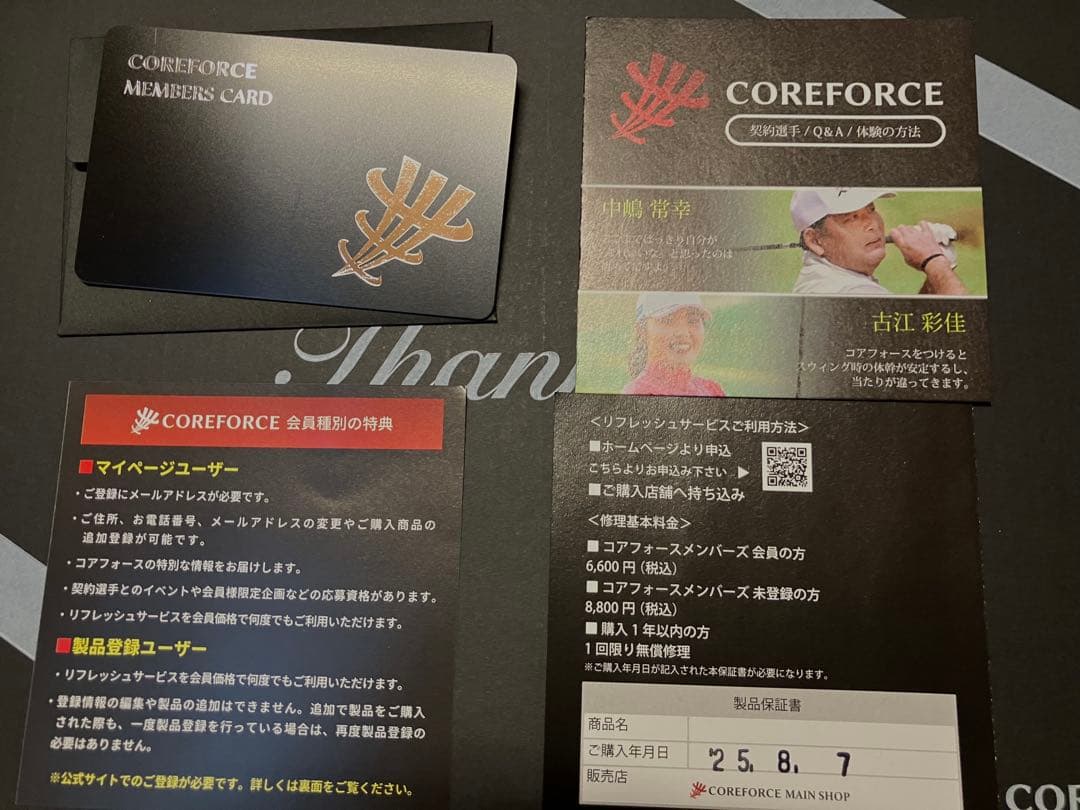 COREFORCE
MEMBERS CARD
COREFORCE
契約選手 / Q&A / 体験の方法
中嶋 常幸
古江 彩佳
コアフォースをつけると
スウィング時の体幹が安定するし、
当たりが違ってきます。
Than
COREFORCE 会員種別の特典
■マイページユーザー
・ご登録にメールアドレスが必要です。
・ご住所、お電話番号、メールアドレスの変更やご購入商品の
追加登録が可能です。
・コアフォースの特別な情報をお届けします。
・契約選手とのイベントや会員様限定企画などの応募資格があります。
・リフレッシュサービスを会員価格で何度でもご利用いただけます。
■製品登録ユーザー
・リフレッシュサービスを会員価格で何度でもご利用いただけます。
・登録情報の編集や製品の追加はできません。追加で製品をご購入
された際も、一度製品登録を行っている場合は、再度製品登録の
必要はありません。
※公式サイトでのご登録が必要です。詳しくは裏面をご覧ください。
＜リフレッシュサービスご利用方法＞
■ホームページより申込
こちらよりお申込み下さい ▶
■ご購入店舗へ持ち込み
＜修理基本料金＞
■ コアフォースメンバーズ 会員の方
6,600円（税込）
■ コアフォースメンバーズ 未登録の方
8,800円（税込）
■ 購入1年以内の方
1回限り無償修理
※ご購入年月日が記入された本保証書が必要になります。
製品保証書
商品名
ご購入年月日 '25. 8. 7
販売店 COREFORCE MAIN SHOP
COR